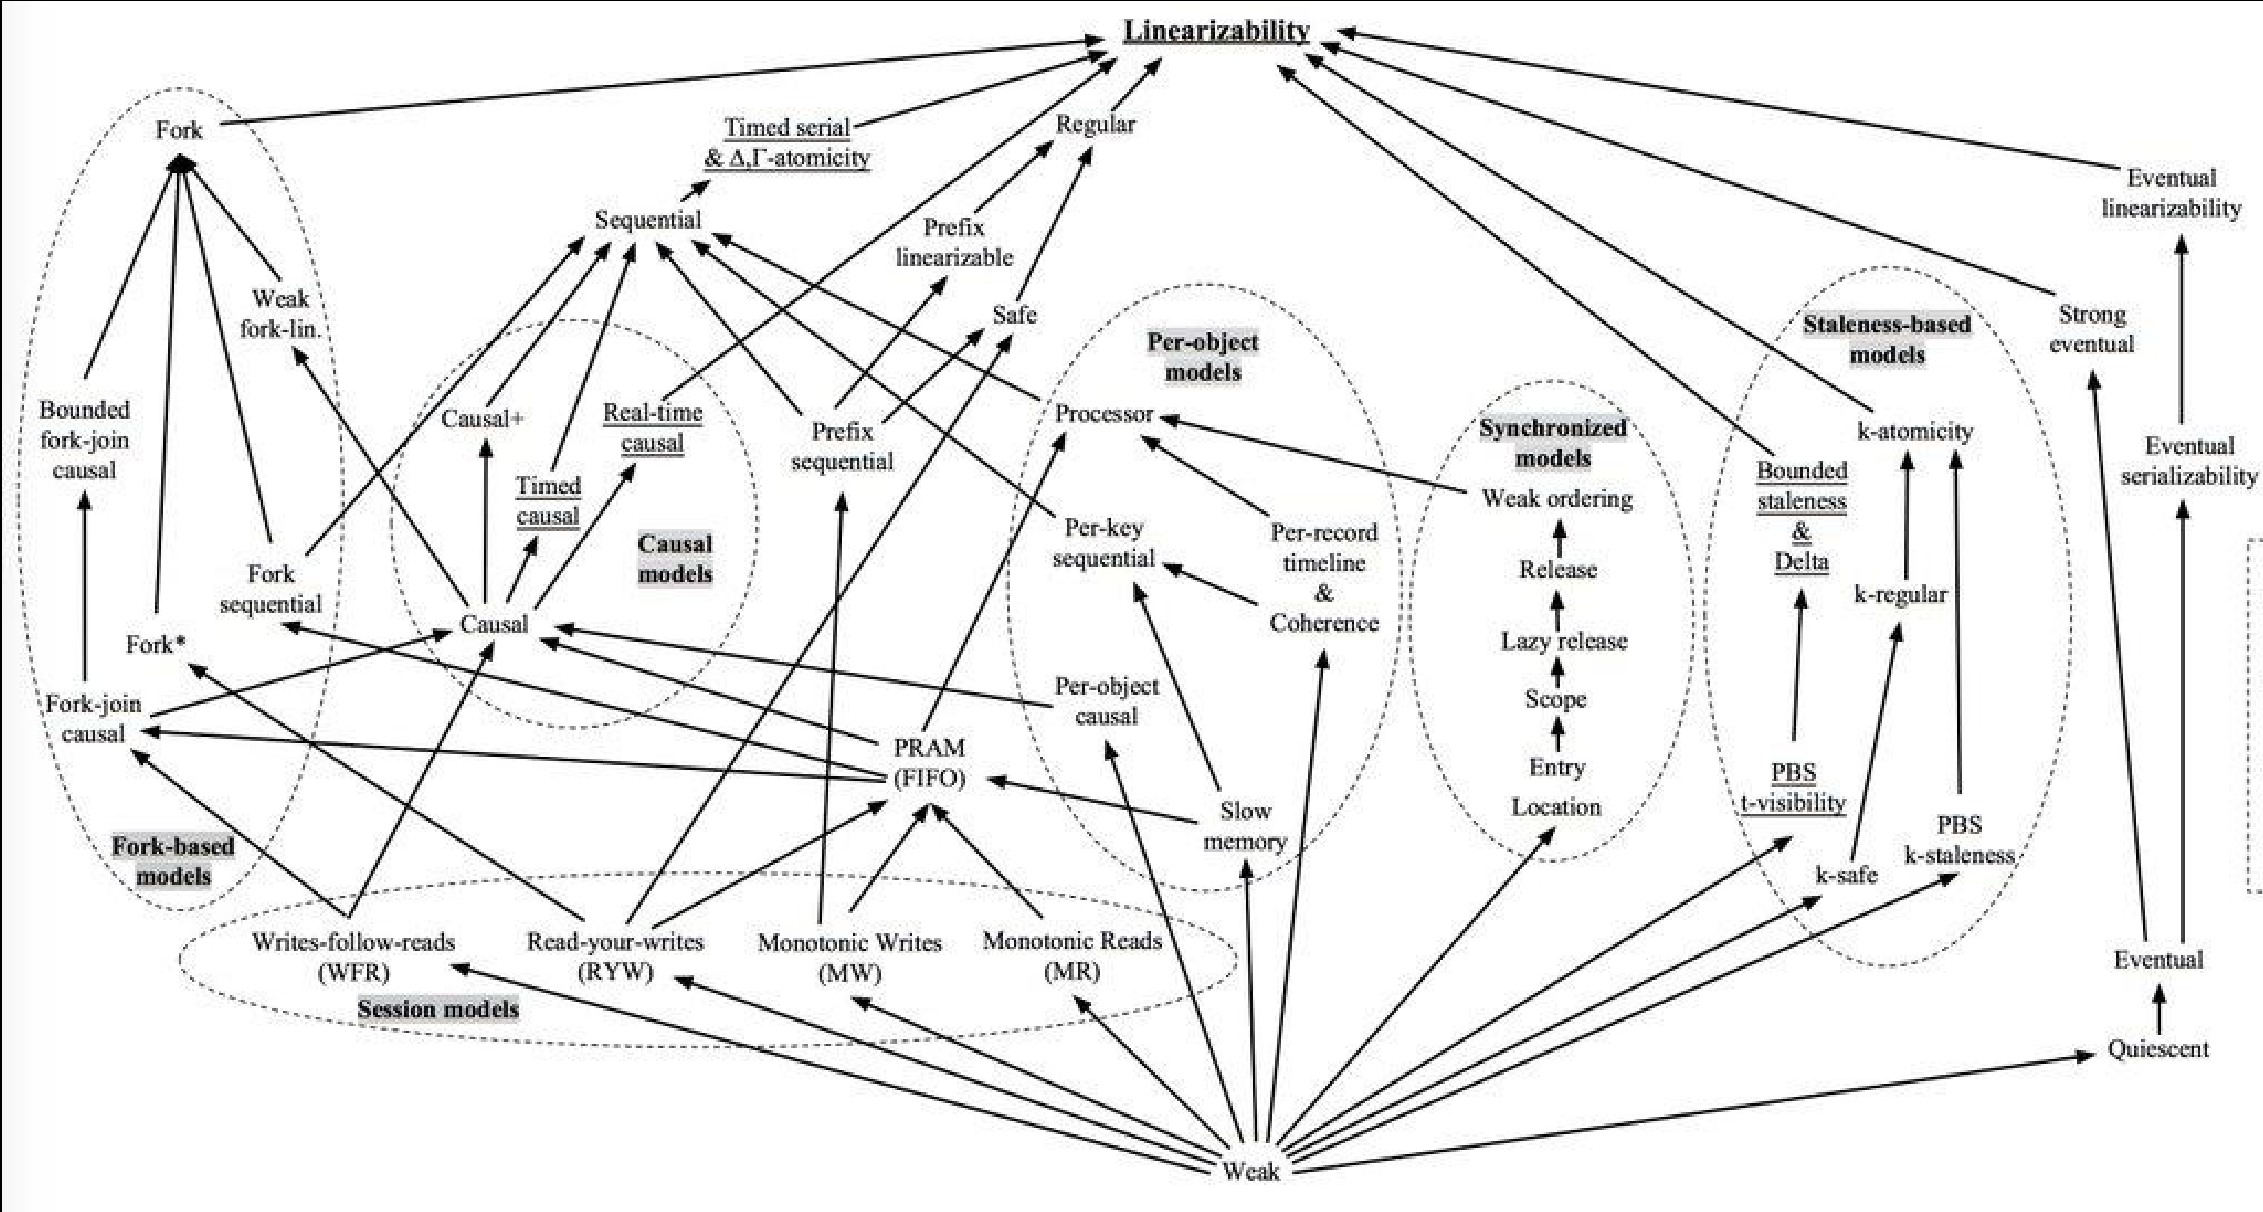 Linearizability
Fork
Timed serial
& Δ,Γ-atomicity
Regular
Eventual
linearizability
Sequential
Prefix
linearizable
Weak
fork-lin.
Safe
Strong
eventual
Staleness-based
models
Per-object
models
Bounded
fork-join
causal
Causal+
Real-time
causal
Prefix
sequential
Processor
Synchronized
models
k-atomicity
Eventual
serializability
Timed
causal
Weak ordering
Bounded
staleness
&
Delta
Causal
models
Per-key
sequential
Per-record
timeline
&
Coherence
Release
k-regular
Fork
sequential
Causal
Fork*
Lazy release
Fork-join
causal
Per-object
causal
Scope
PRAM
(FIFO)
Entry
PBS
t-visibility
Location
Slow
memory
PBS
k-staleness
k-safe
Fork-based
models
Writes-follow-reads
(WFR)
Read-your-writes
(RYW)
Monotonic Writes
(MW)
Monotonic Reads
(MR)
Eventual
Session models
Quiescent
Weak